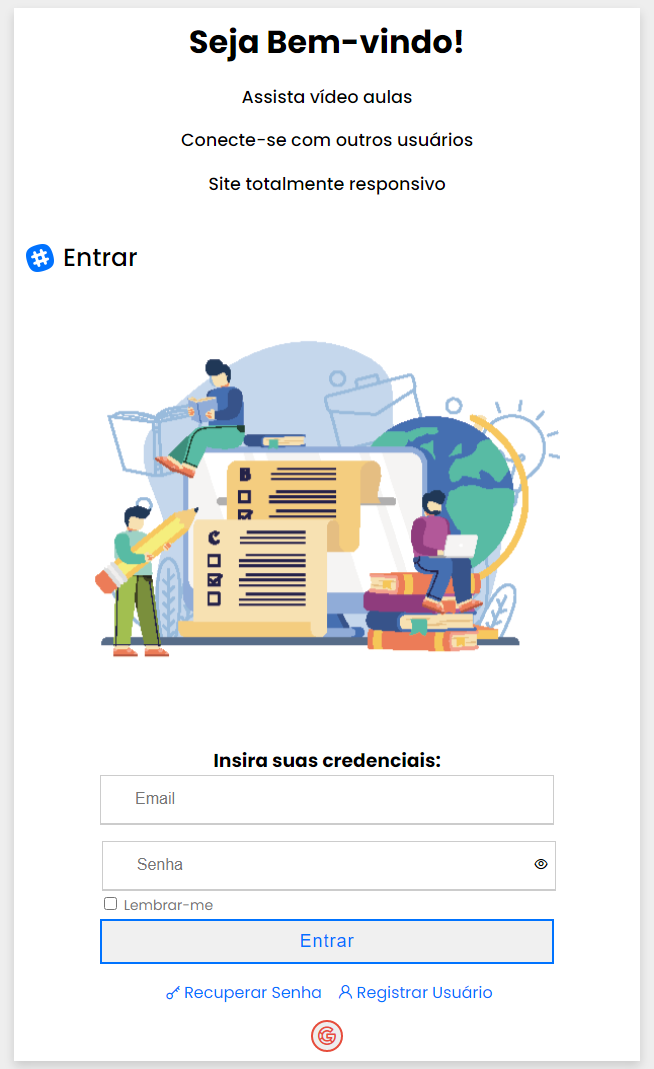 Seja Bem-vindo!
Assista vídeo aulas
Conecte-se com outros usuários
Site totalmente responsivo
# Entrar
B
C
Insira suas credenciais:
Email
Senha
Lembrar-me
Entrar
Recuperar Senha Registrar Usuário
G